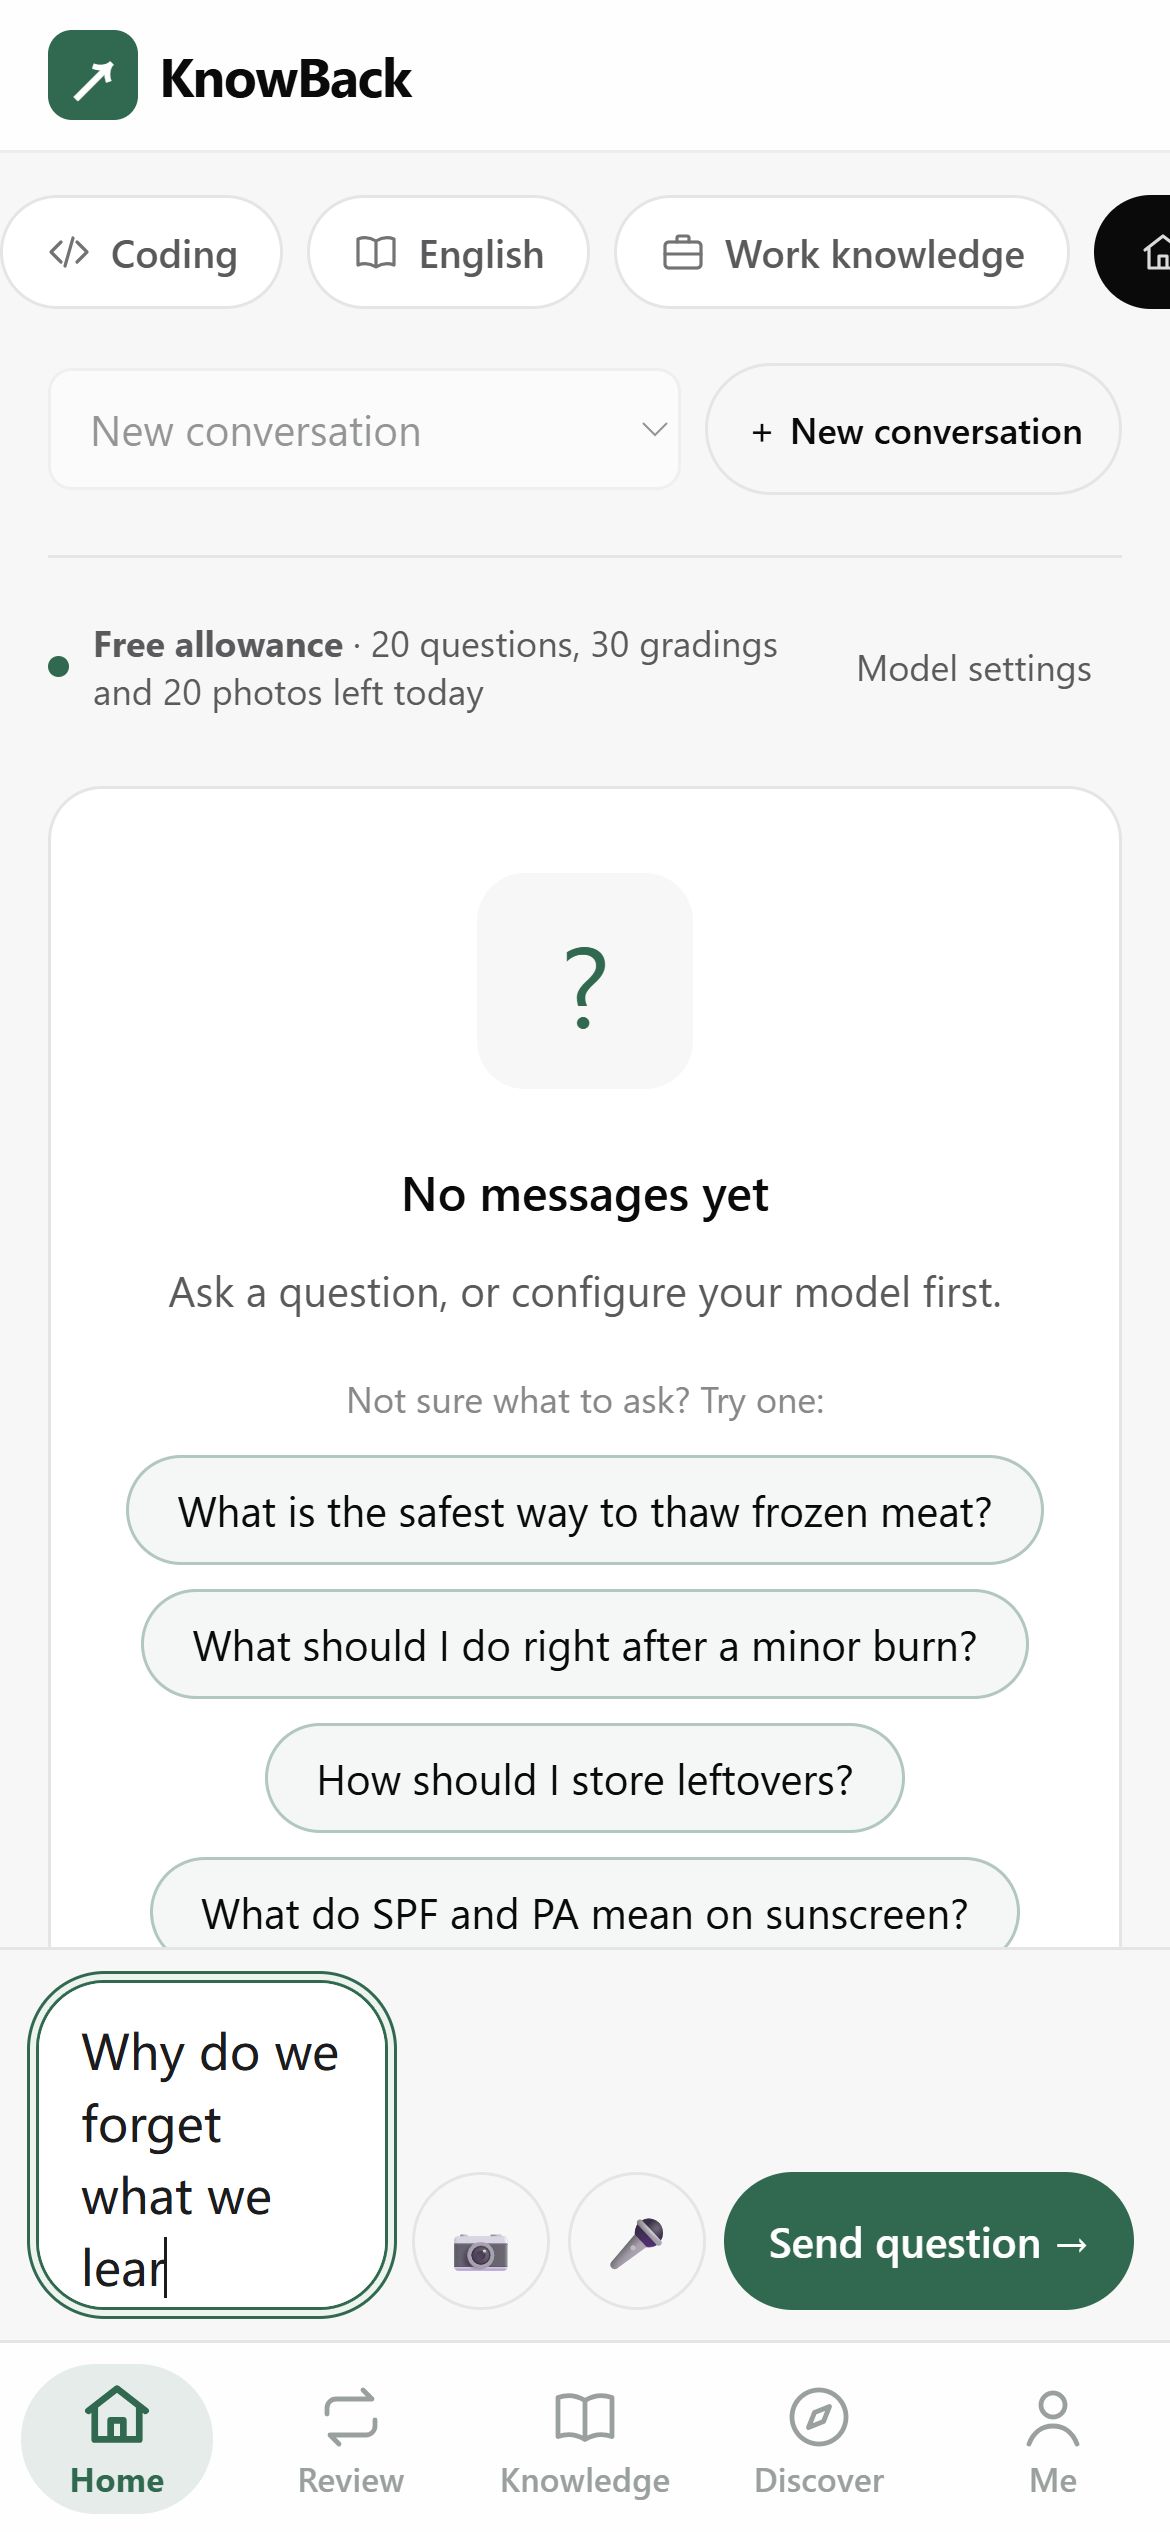 KnowBack
Coding
English
Work knowledge
New conversation
+ New conversation
Free allowance · 20 questions, 30 gradings
and 20 photos left today
Model settings
?
No messages yet
Ask a question, or configure your model first.
Not sure what to ask? Try one:
What is the safest way to thaw frozen meat?
What should I do right after a minor burn?
How should I store leftovers?
What do SPF and PA mean on sunscreen?
Why do we
forget
what we
lear
Send question →
Home
Review
Knowledge
Discover
Me